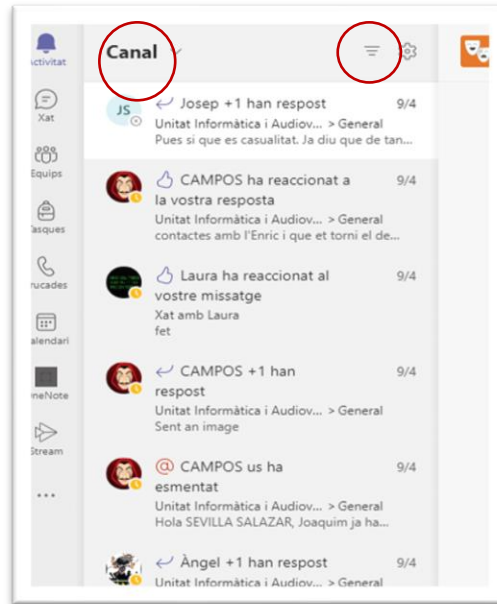 Activitat
Xat
Equips
Tasques
Trucades
Calendari
OneNote
Stream
Canal
JS
Josep +1 han respost 9/4
Unitat Informàtica i Audiov... > General
Pues si que es casualitat. Ja diu que de tan...
CAMPOS ha reaccionat a 9/4
la vostra resposta
Unitat Informàtica i Audiov... > General
contactes amb l'Enric i que et torni el de...
Laura ha reaccionat al 9/4
vostre missatge
Xat amb Laura
fet
CAMPOS +1 han 9/4
respost
Unitat Informàtica i Audiov... > General
Sent an image
@ CAMPOS us ha 9/4
esmentat
Unitat Informàtica i Audiov... > General
Hola SEVILLA SALAZAR, Joaquim ja ha...
Àngel +1 han respost 9/4
Unitat Informàtica i Audiov... > General